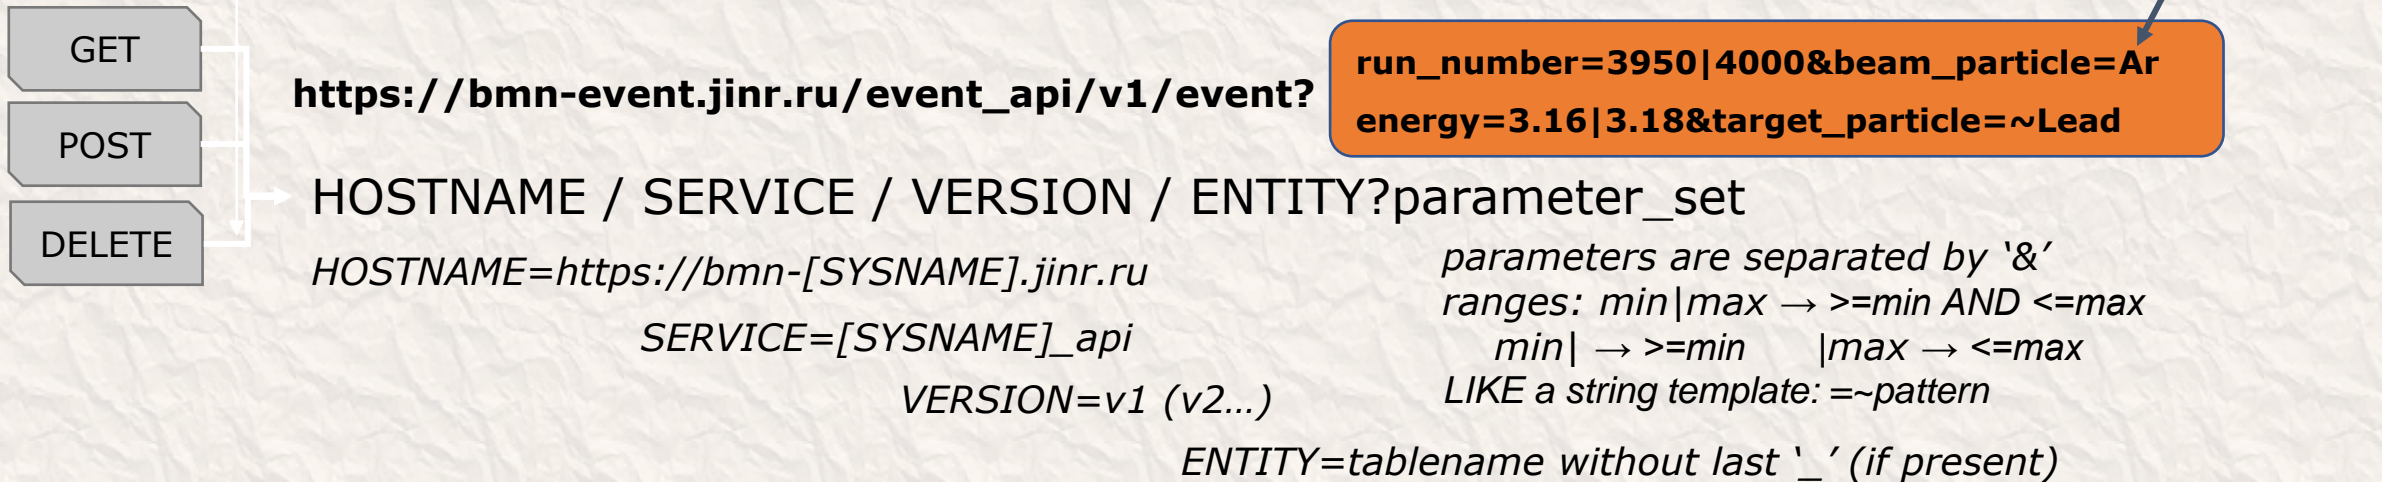 GET
POST
DELETE
https://bmn-event.jinr.ru/event_api/v1/event?
run_number=3950|4000&beam_particle=Ar
energy=3.16|3.18&target_particle=~Lead
HOSTNAME / SERVICE / VERSION / ENTITY?parameter_set
HOSTNAME=https://bmn-[SYSNAME].jinr.ru
SERVICE=[SYSNAME]_api
VERSION=v1 (v2…)
parameters are separated by ‘&’
ranges: min|max → >=min AND <=max
min| → >=min |max → <=max
LIKE a string template: =~pattern
ENTITY=tablename without last ‘_’ (if present)